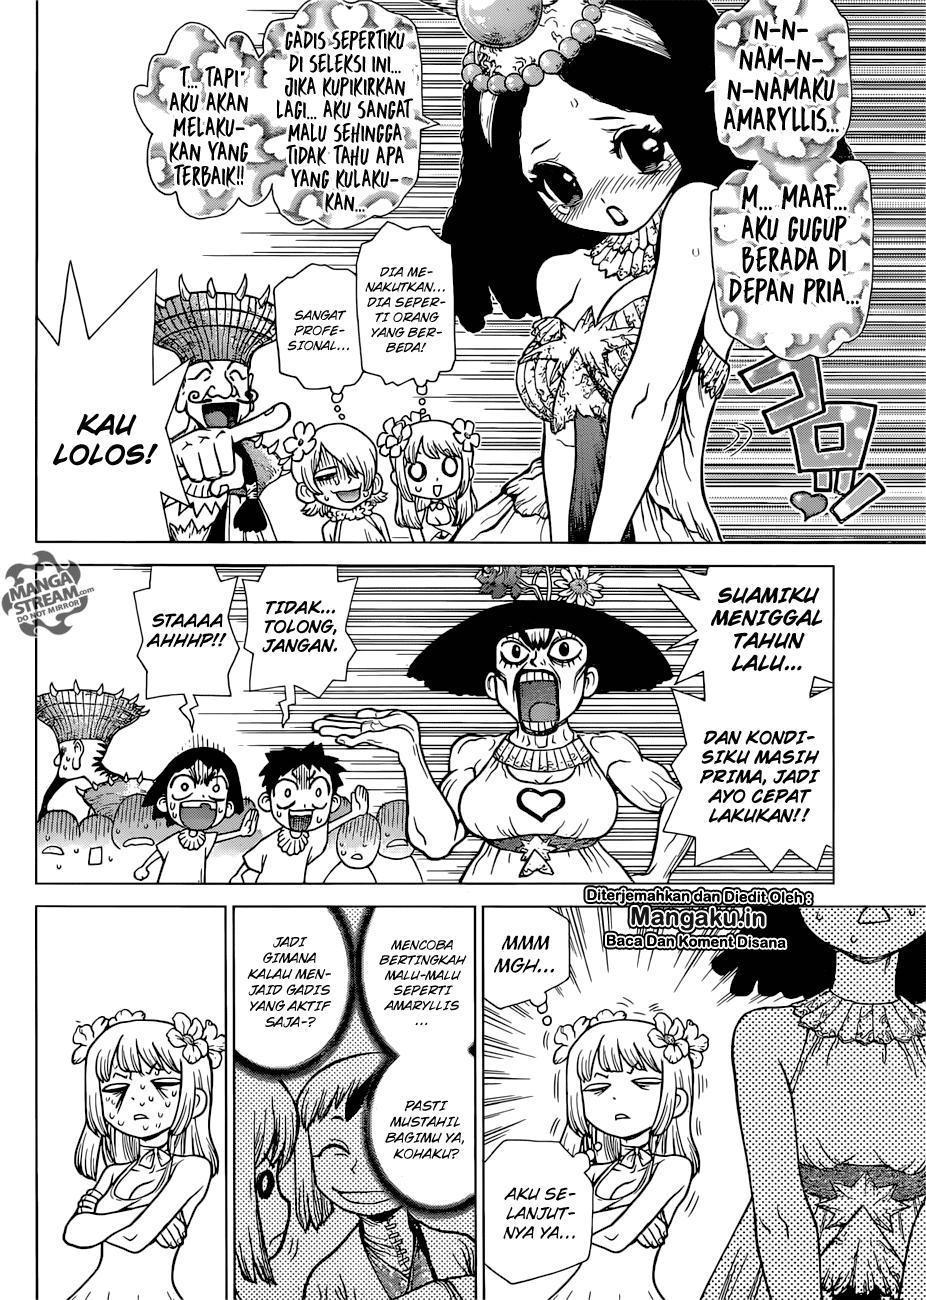 N-N-
NAM-N-
N-NAMAKU
AMARYLLIS...
M... MAAF...
AKU GUGUP
BERADA DI
DEPAN PRIA...
GADIS SEPERTIKU
DI SELEKSI INI...
JIKA KUPIKIRKAN
LAGI... AKU SANGAT
MALU SEHINGGA
TIDAK TAHU APA
YANG KULAKU-
KAN...
T... TAPI
AKU AKAN
MELAKU-
KAN YANG
TERBAIK!!
コロン
DIA ME-
NAKUTKAN...
DIA SEPER-
TI ORANG
YANG BER-
BEDA!
SANGAT
PROFE-
SIONAL...
KAU
LOLOS!
MANGA
STREAM.com
DO NOT MIRROR!
SUAMIKU
MENIGGAL
TAHUN
LALU...
DAN KONDI-
SIKU MASIH
PRIMA, JADI
AYO CEPAT
LAKUKAN!!
TIDAK...
TOLONG,
JANGAN.
STAAAA
AHHHP!!
Diterjemahkan dan Diedit Oleh :
Mangaku.in
Baca Dan Koment Disana
MMM
MGH...
AKU SE-
LANJUT-
NYA YA...
MENCOBA
BERTINGKAH
MALU-MALU
SEPERTI
AMARYLLIS
...
PASTI
MUSTAHIL
BAGIMU YA,
KOHAKU?
JADI
GIMANA
KALAU MEN-
JAID GADIS
YANG AKTIF
SAJA-?